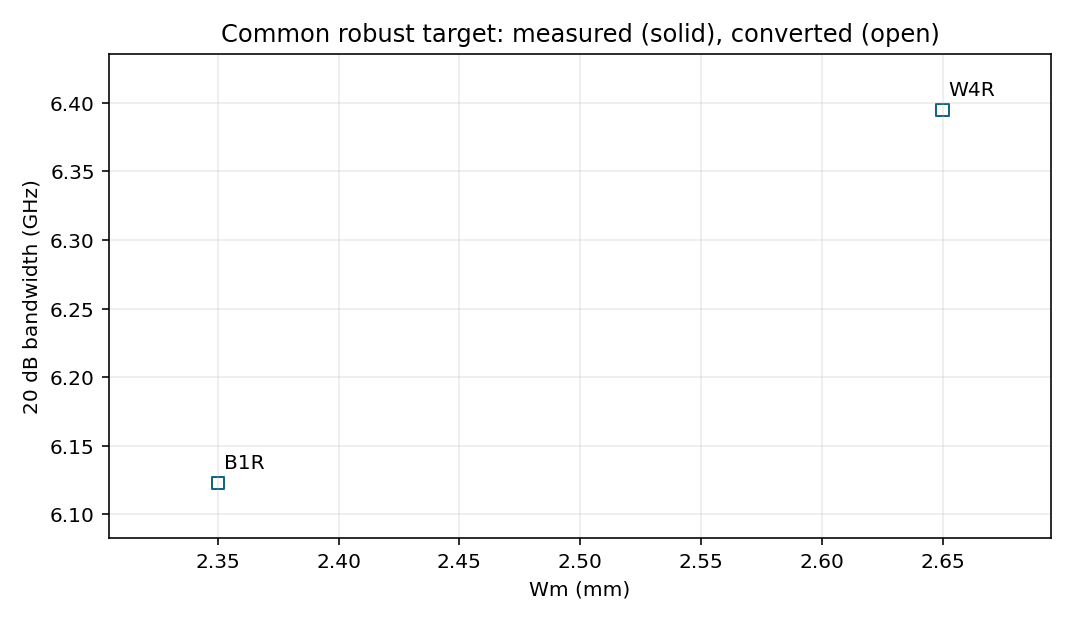 Common robust target: measured (solid), converted (open)
W4R
B1R
6.40
6.35
6.30
6.25
6.20
6.15
6.10
20 dB bandwidth (GHz)
2.35 2.40 2.45 2.50 2.55 2.60 2.65
Wm (mm)